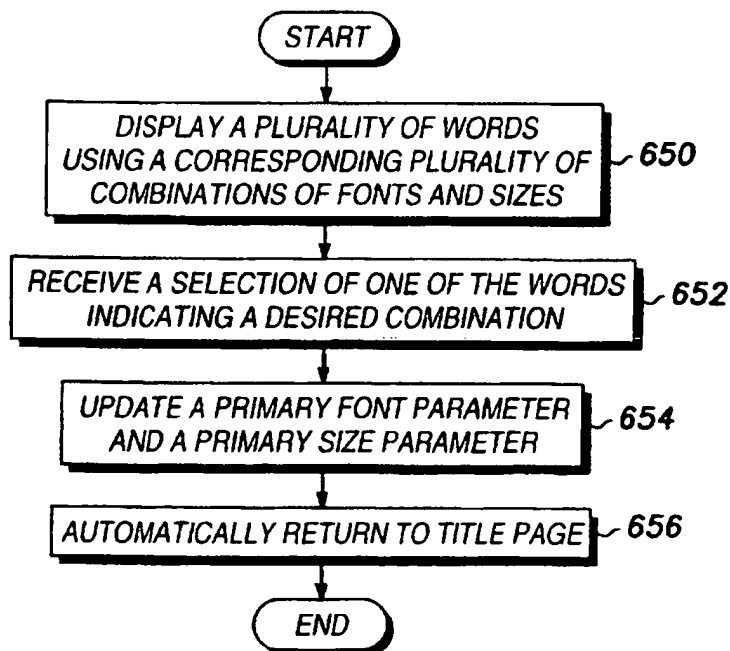 START
DISPLAY A PLURALITY OF WORDS
USING A CORRESPONDING PLURALITY OF
COMBINATIONS OF FONTS AND SIZES
650
RECEIVE A SELECTION OF ONE OF THE WORDS
INDICATING A DESIRED COMBINATION
652
UPDATE A PRIMARY FONT PARAMETER
AND A PRIMARY SIZE PARAMETER
654
AUTOMATICALLY RETURN TO TITLE PAGE
656
END